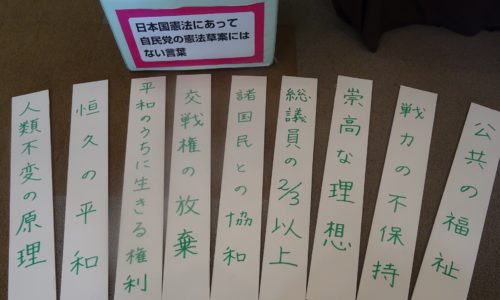 日本国憲法にあって
自民党の憲法草案には
ない言葉
公共の福祉
戦力の不保持
崇高な理想
総議員の2/3以上
諸国民との協和
交戦権の放棄
平和のうちに生きる権利
恒久の平和
人類不変の原理